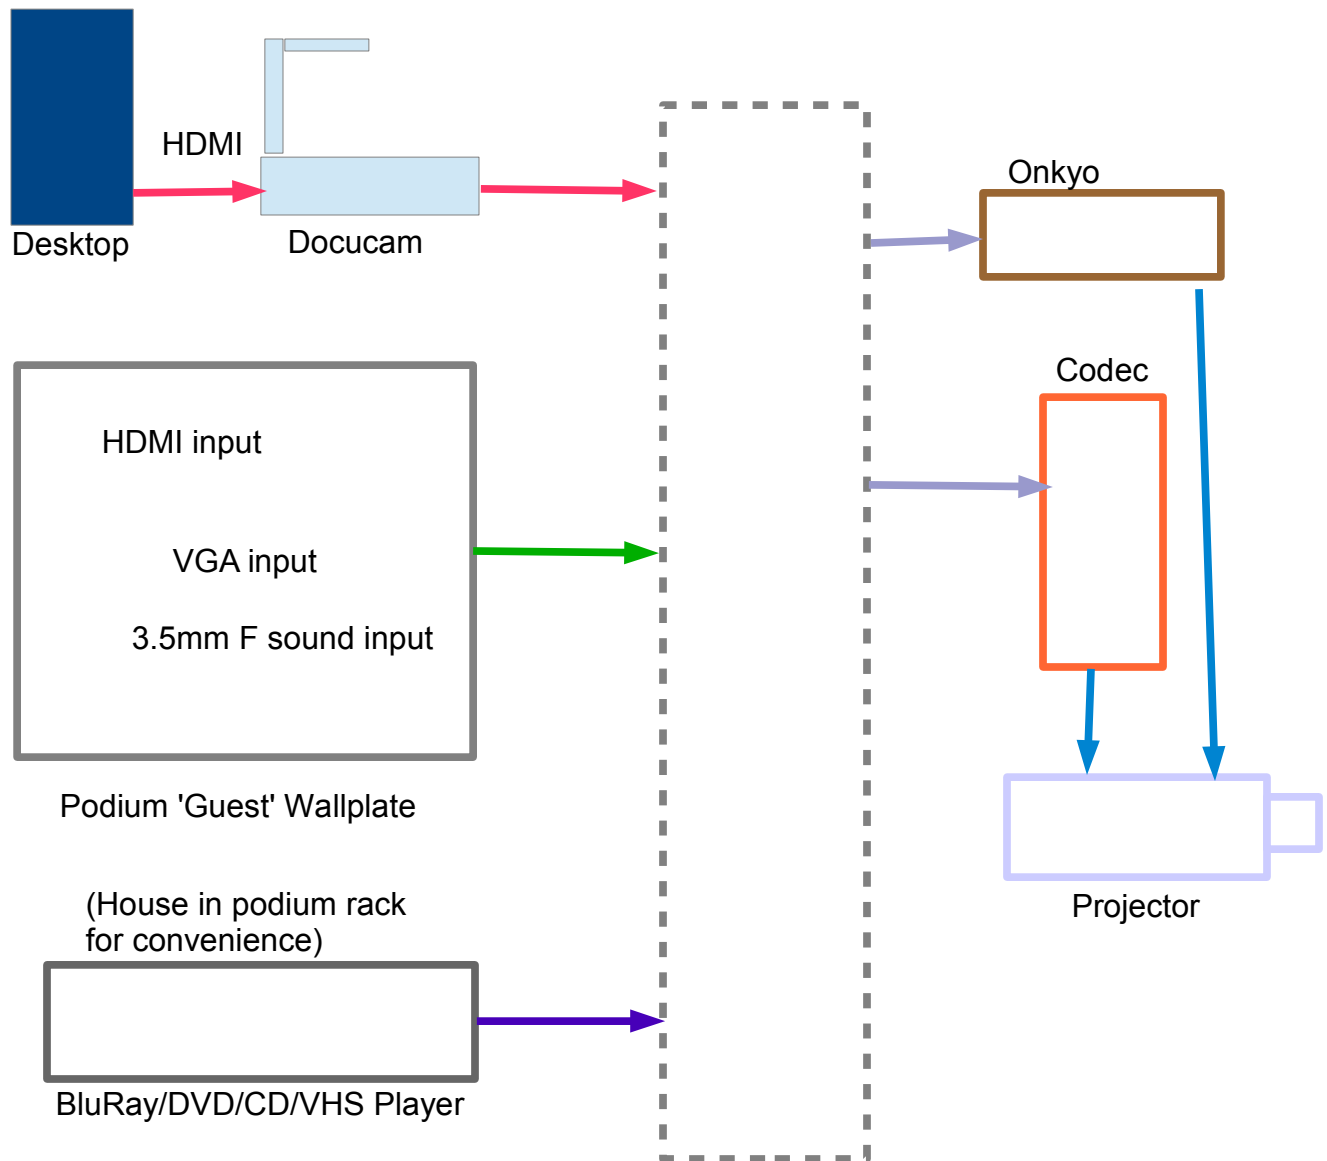 HDMI
Desktop
Docucam
Onkyo
Codec
HDMI input
VGA input
3.5mm F sound input
Podium 'Guest' Wallplate
(House in podium rack
for convenience)
Projector
BluRay/DVD/CD/VHS Player